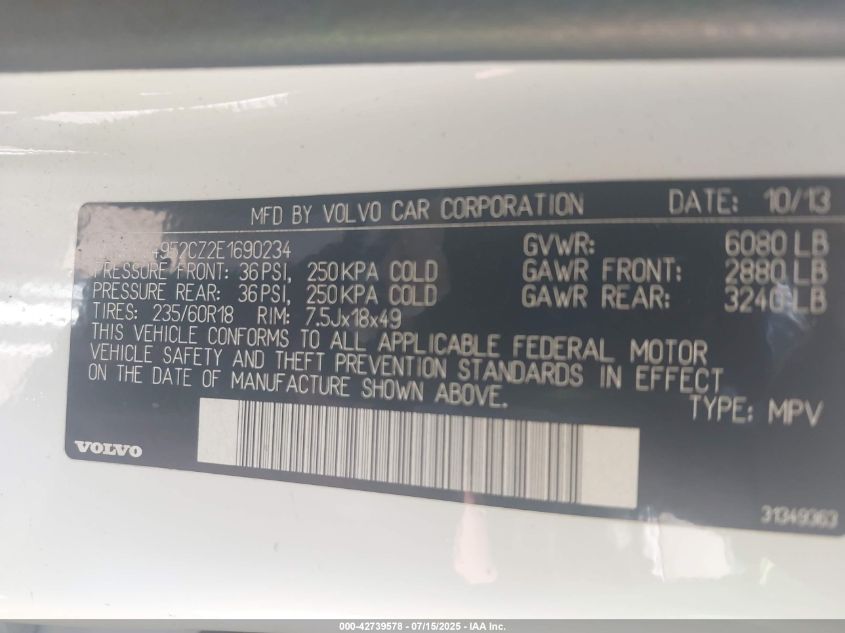 MFD BY VOLVO CAR CORPORATION DATE: 10/13
952CZ2E1690234 GVWR: 6080 LB
PRESSURE FRONT: 36PSI, 250KPA COLD GAWR FRONT: 2880 LB
PRESSURE REAR: 36PSI, 250KPA COLD GAWR REAR: 3240 LB
TIRES: 235/60R18 RIM: 7.5Jx18x49
THIS VEHICLE CONFORMS TO ALL APPLICABLE FEDERAL MOTOR
VEHICLE SAFETY AND THEFT PREVENTION STANDARDS IN EFFECT
ON THE DATE OF MANUFACTURE SHOWN ABOVE.
TYPE: MPV
VOLVO
31349363
000-42739578 - 07/15/2025 - IAA Inc.